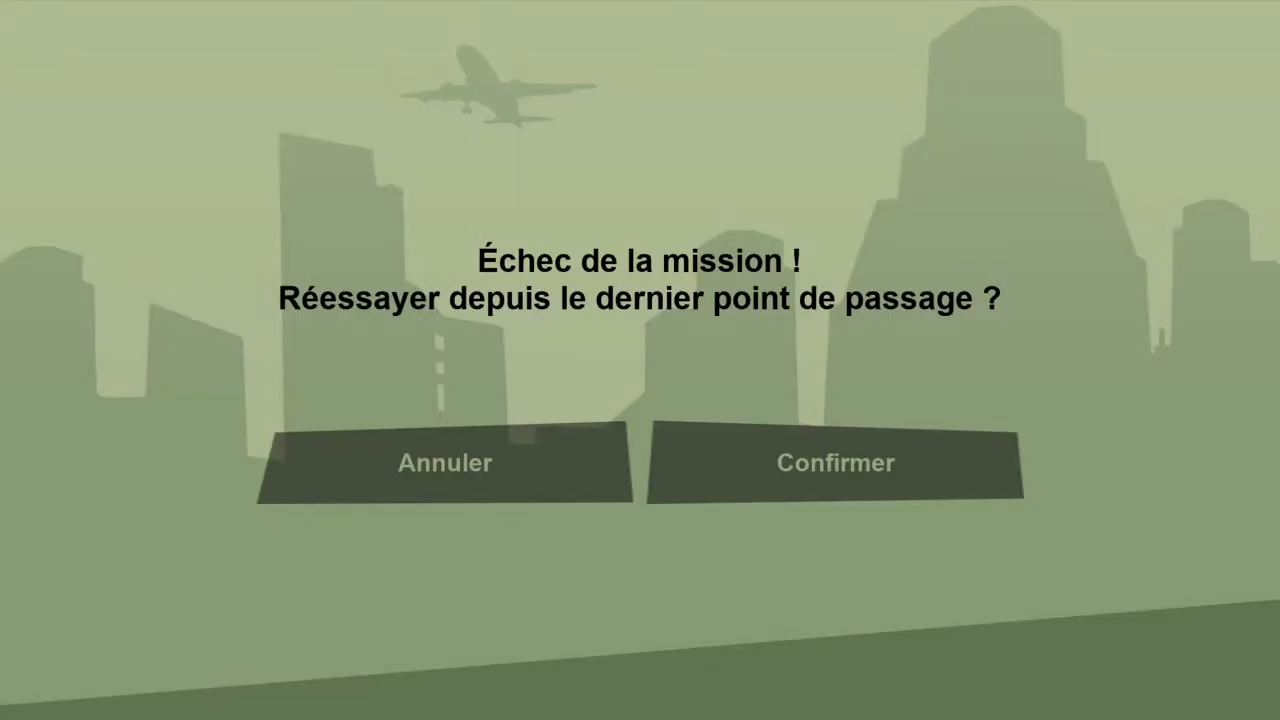 Échec de la mission !
Réessayer depuis le dernier point de passage ?
Annuler
Confirmer